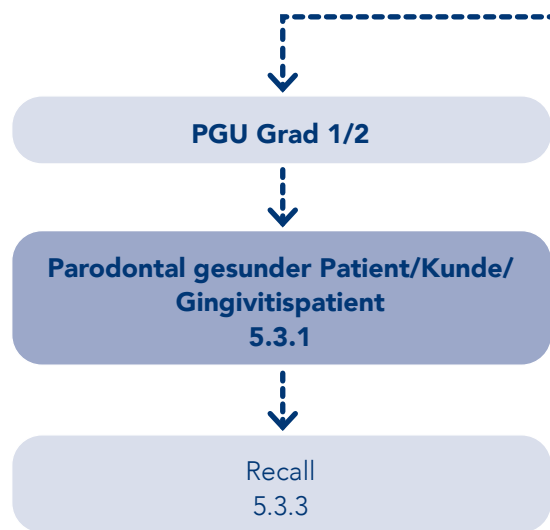 PGU Grad 1/2
Parodontal gesunder Patient/Kunde/
Gingivitispatient
5.3.1
Recall
5.3.3